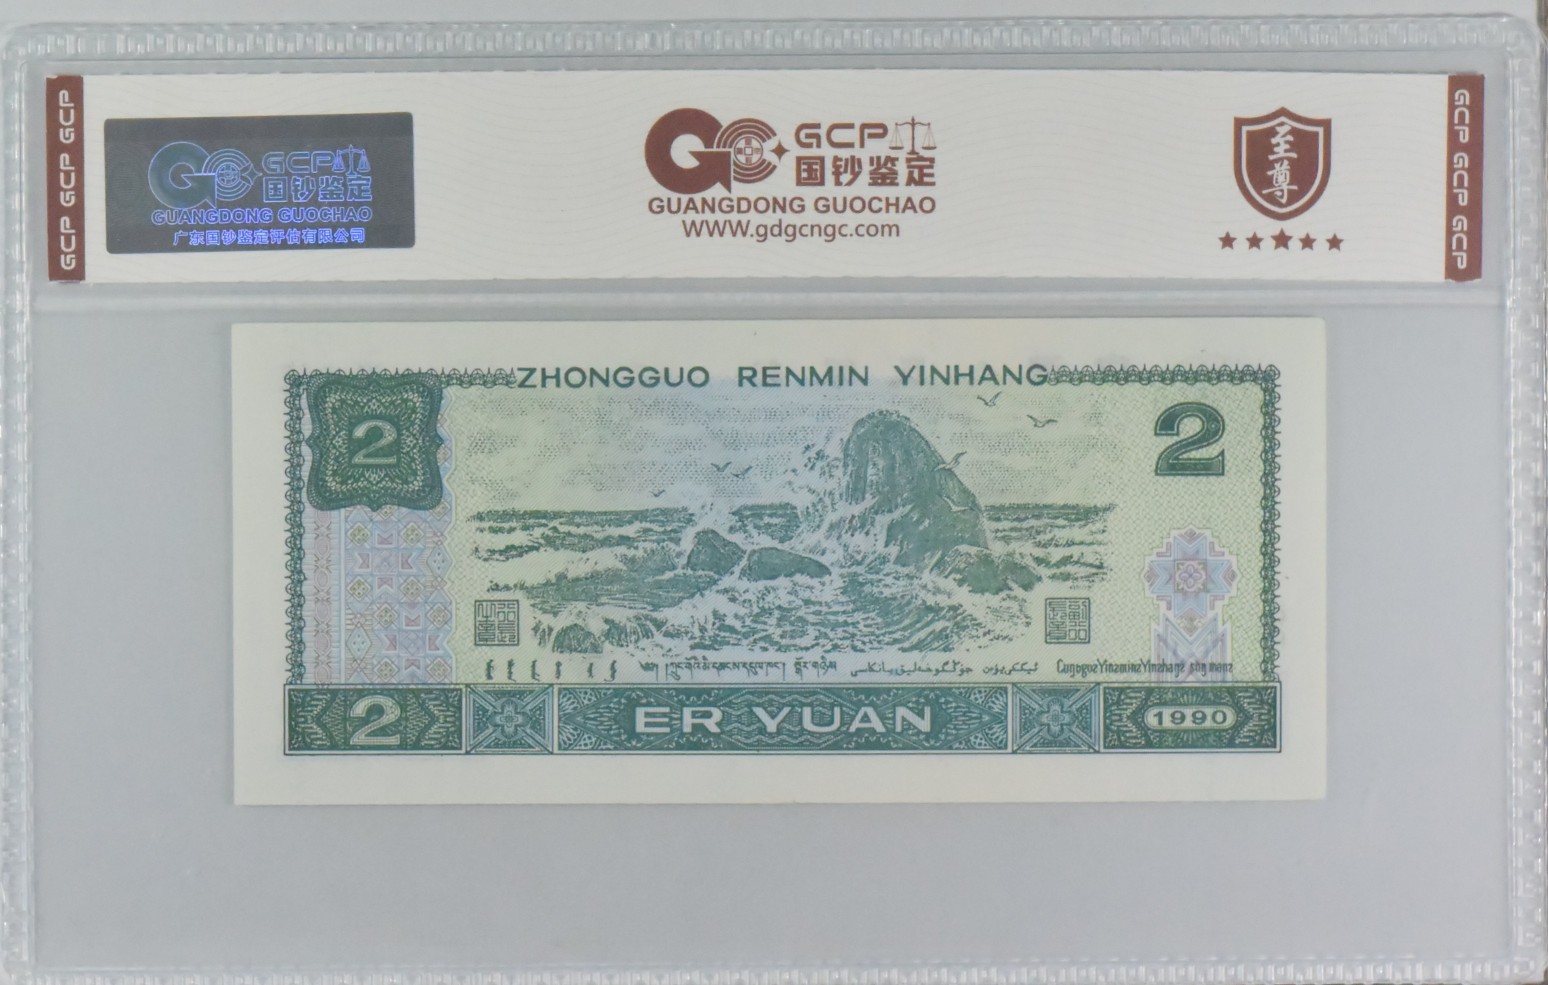 GCP GCP GCP
GCP
国钞鉴定
GUANGDONG GUOCHAO
广东国钞鉴定评估有限公司
GCP
国钞鉴定
GUANGDONG GUOCHAO
WWW.gdgcngc.com
至尊
GCP GCP GCP
ZHONGGUO RENMIN YINHANG
2
2
2
ER YUAN
1990